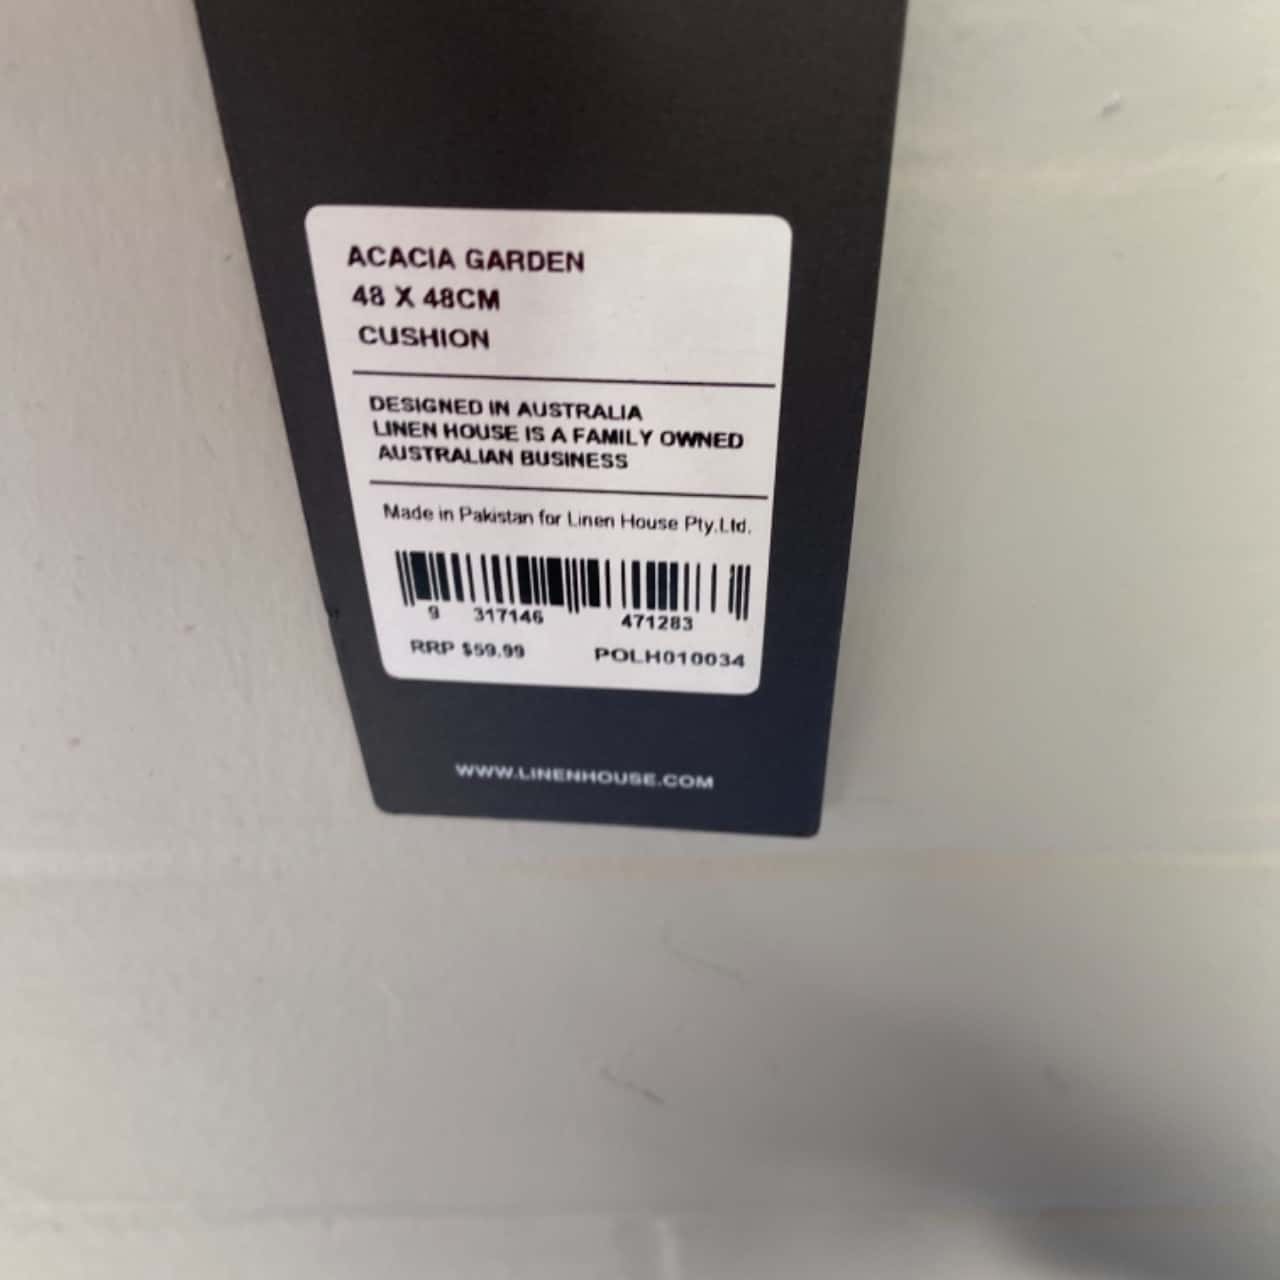 ACACIA GARDEN
48 X 48CM
CUSHION
DESIGNED IN AUSTRALIA
LINEN HOUSE IS A FAMILY OWNED
AUSTRALIAN BUSINESS
Made in Pakistan for Linen House Pty.Ltd.
9 317146 471283
RRP $59.99 POLH010034
WWW.LINENHOUSE.COM